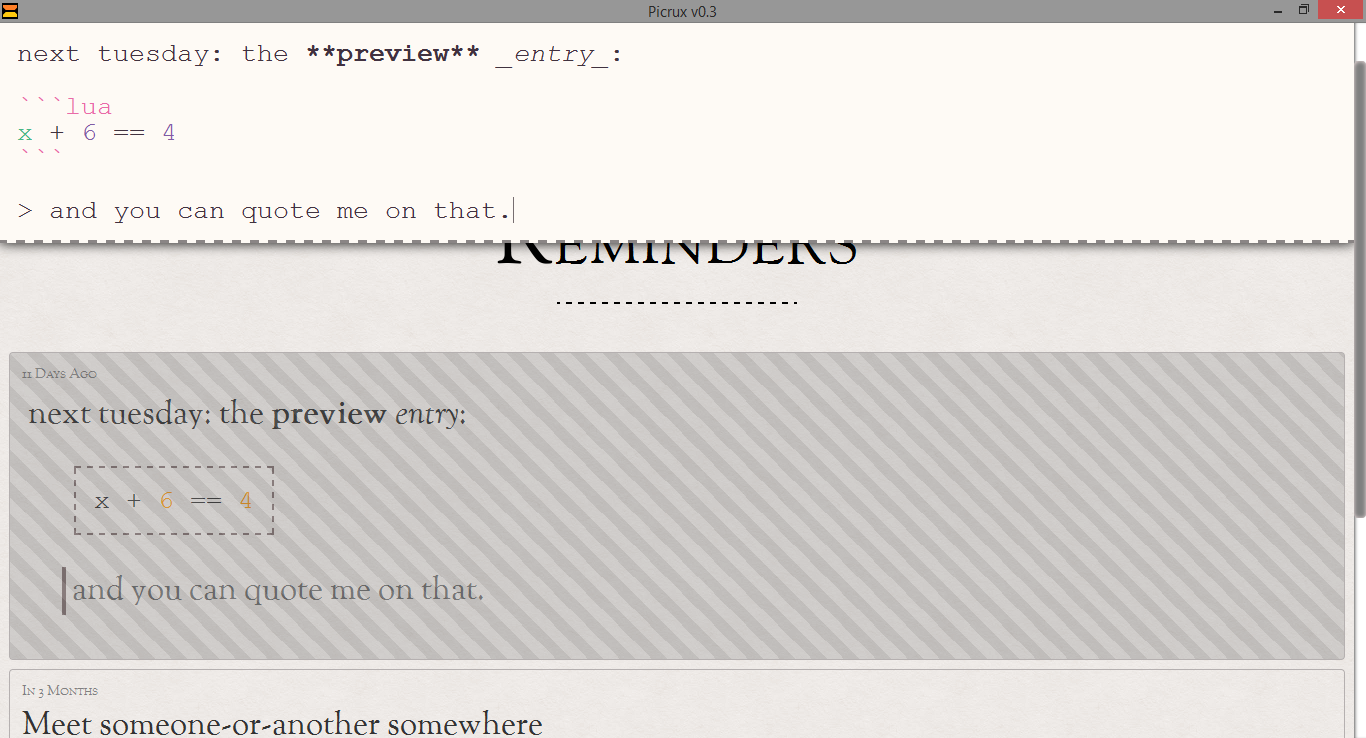 Picrux v0.3
next tuesday: the **preview** _entry_:
```lua
x + 6 == 4
```
> and you can quote me on that.
Reminders
11 Days Ago
next tuesday: the preview entry:
x + 6 == 4
and you can quote me on that.
In 3 Months
Meet someone-or-another somewhere